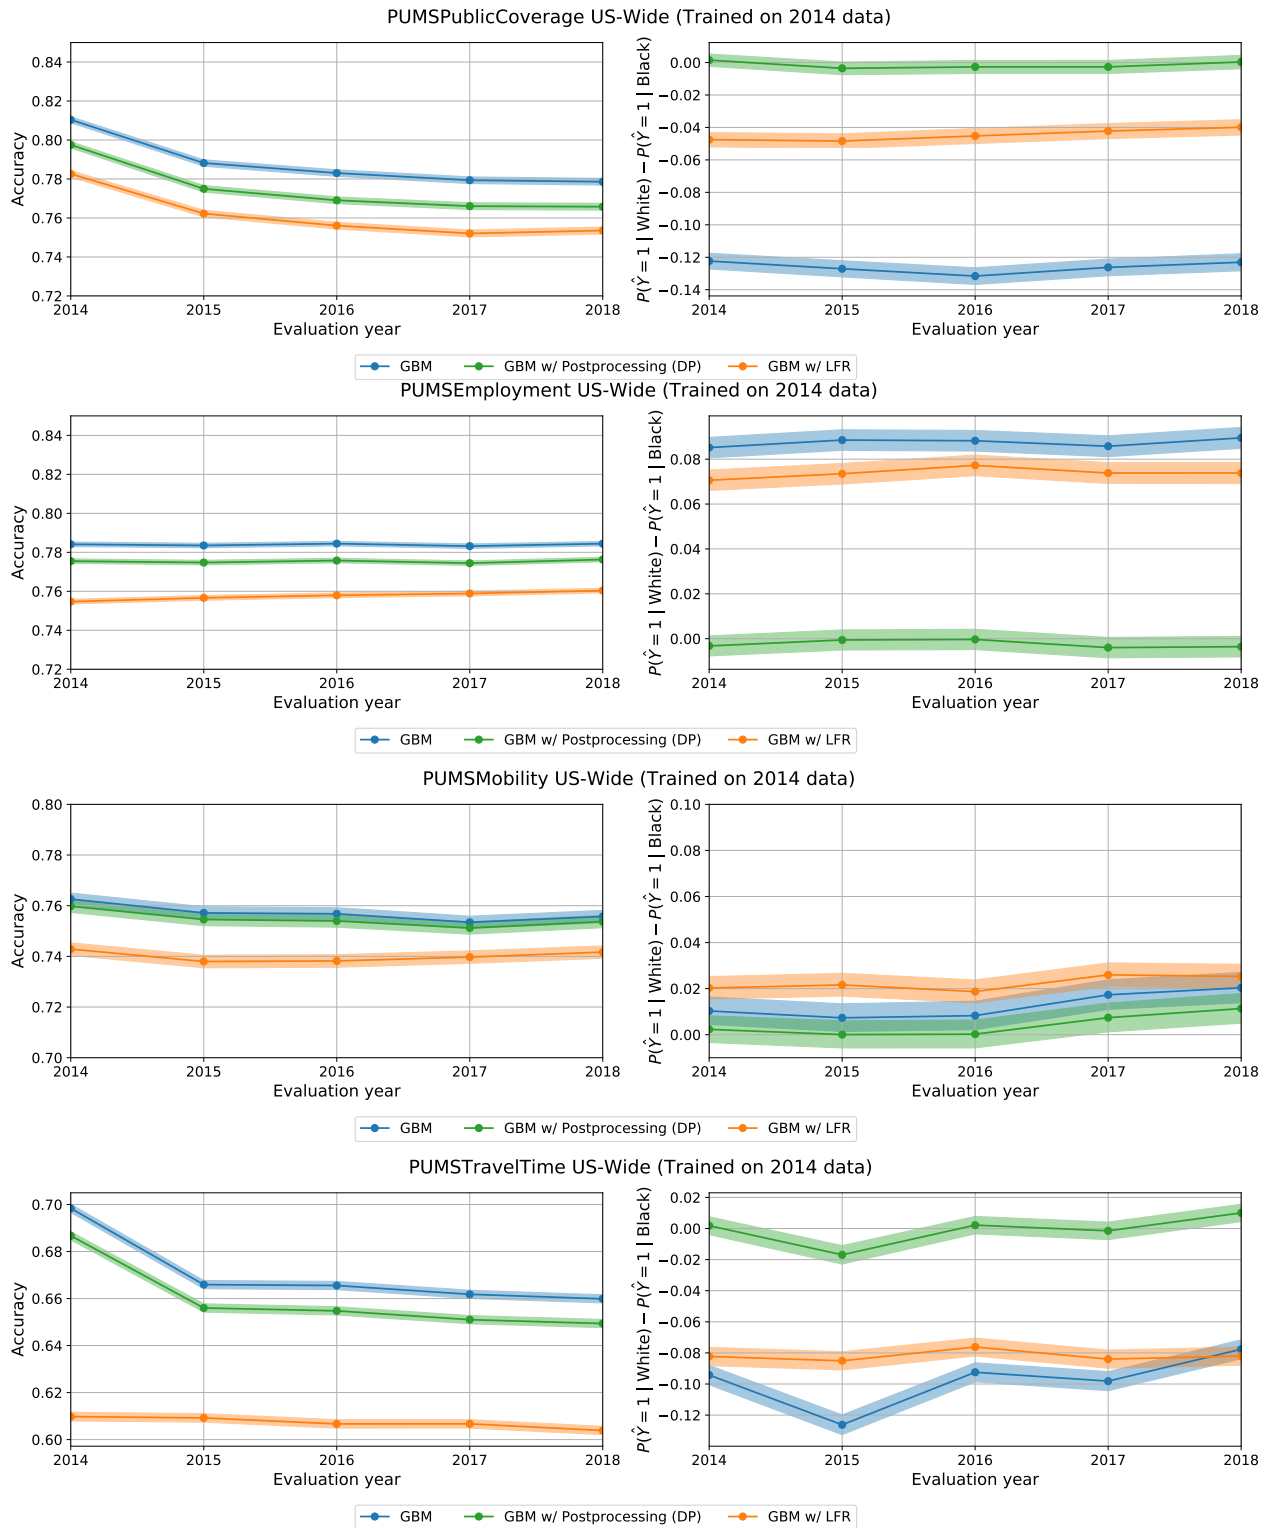 PUMSPublicCoverage US-Wide (Trained on 2014 data)
Accuracy
0.84
0.82
0.80
0.78
0.76
0.74
0.72
2014 2015 2016 2017 2018
Evaluation year
P(Ŷ = 1 | White) − P(Ŷ = 1 | Black)
0.00
−0.02
−0.04
−0.06
−0.08
−0.10
−0.12
−0.14
2014 2015 2016 2017 2018
Evaluation year
GBM GBM w/ Postprocessing (DP) GBM w/ LFR
PUMSEmployment US-Wide (Trained on 2014 data)
Accuracy
0.84
0.82
0.80
0.78
0.76
0.74
0.72
2014 2015 2016 2017 2018
Evaluation year
P(Ŷ = 1 | White) − P(Ŷ = 1 | Black)
0.08
0.06
0.04
0.02
0.00
2014 2015 2016 2017 2018
Evaluation year
GBM GBM w/ Postprocessing (DP) GBM w/ LFR
PUMSMobility US-Wide (Trained on 2014 data)
Accuracy
0.80
0.78
0.76
0.74
0.72
0.70
2014 2015 2016 2017 2018
Evaluation year
P(Ŷ = 1 | White) − P(Ŷ = 1 | Black)
0.10
0.08
0.06
0.04
0.02
0.00
2014 2015 2016 2017 2018
Evaluation year
GBM GBM w/ Postprocessing (DP) GBM w/ LFR
PUMSTravelTime US-Wide (Trained on 2014 data)
Accuracy
0.70
0.68
0.66
0.64
0.62
0.60
2014 2015 2016 2017 2018
Evaluation year
P(Ŷ = 1 | White) − P(Ŷ = 1 | Black)
0.02
0.00
−0.02
−0.04
−0.06
−0.08
−0.10
−0.12
2014 2015 2016 2017 2018
Evaluation year
GBM GBM w/ Postprocessing (DP) GBM w/ LFR